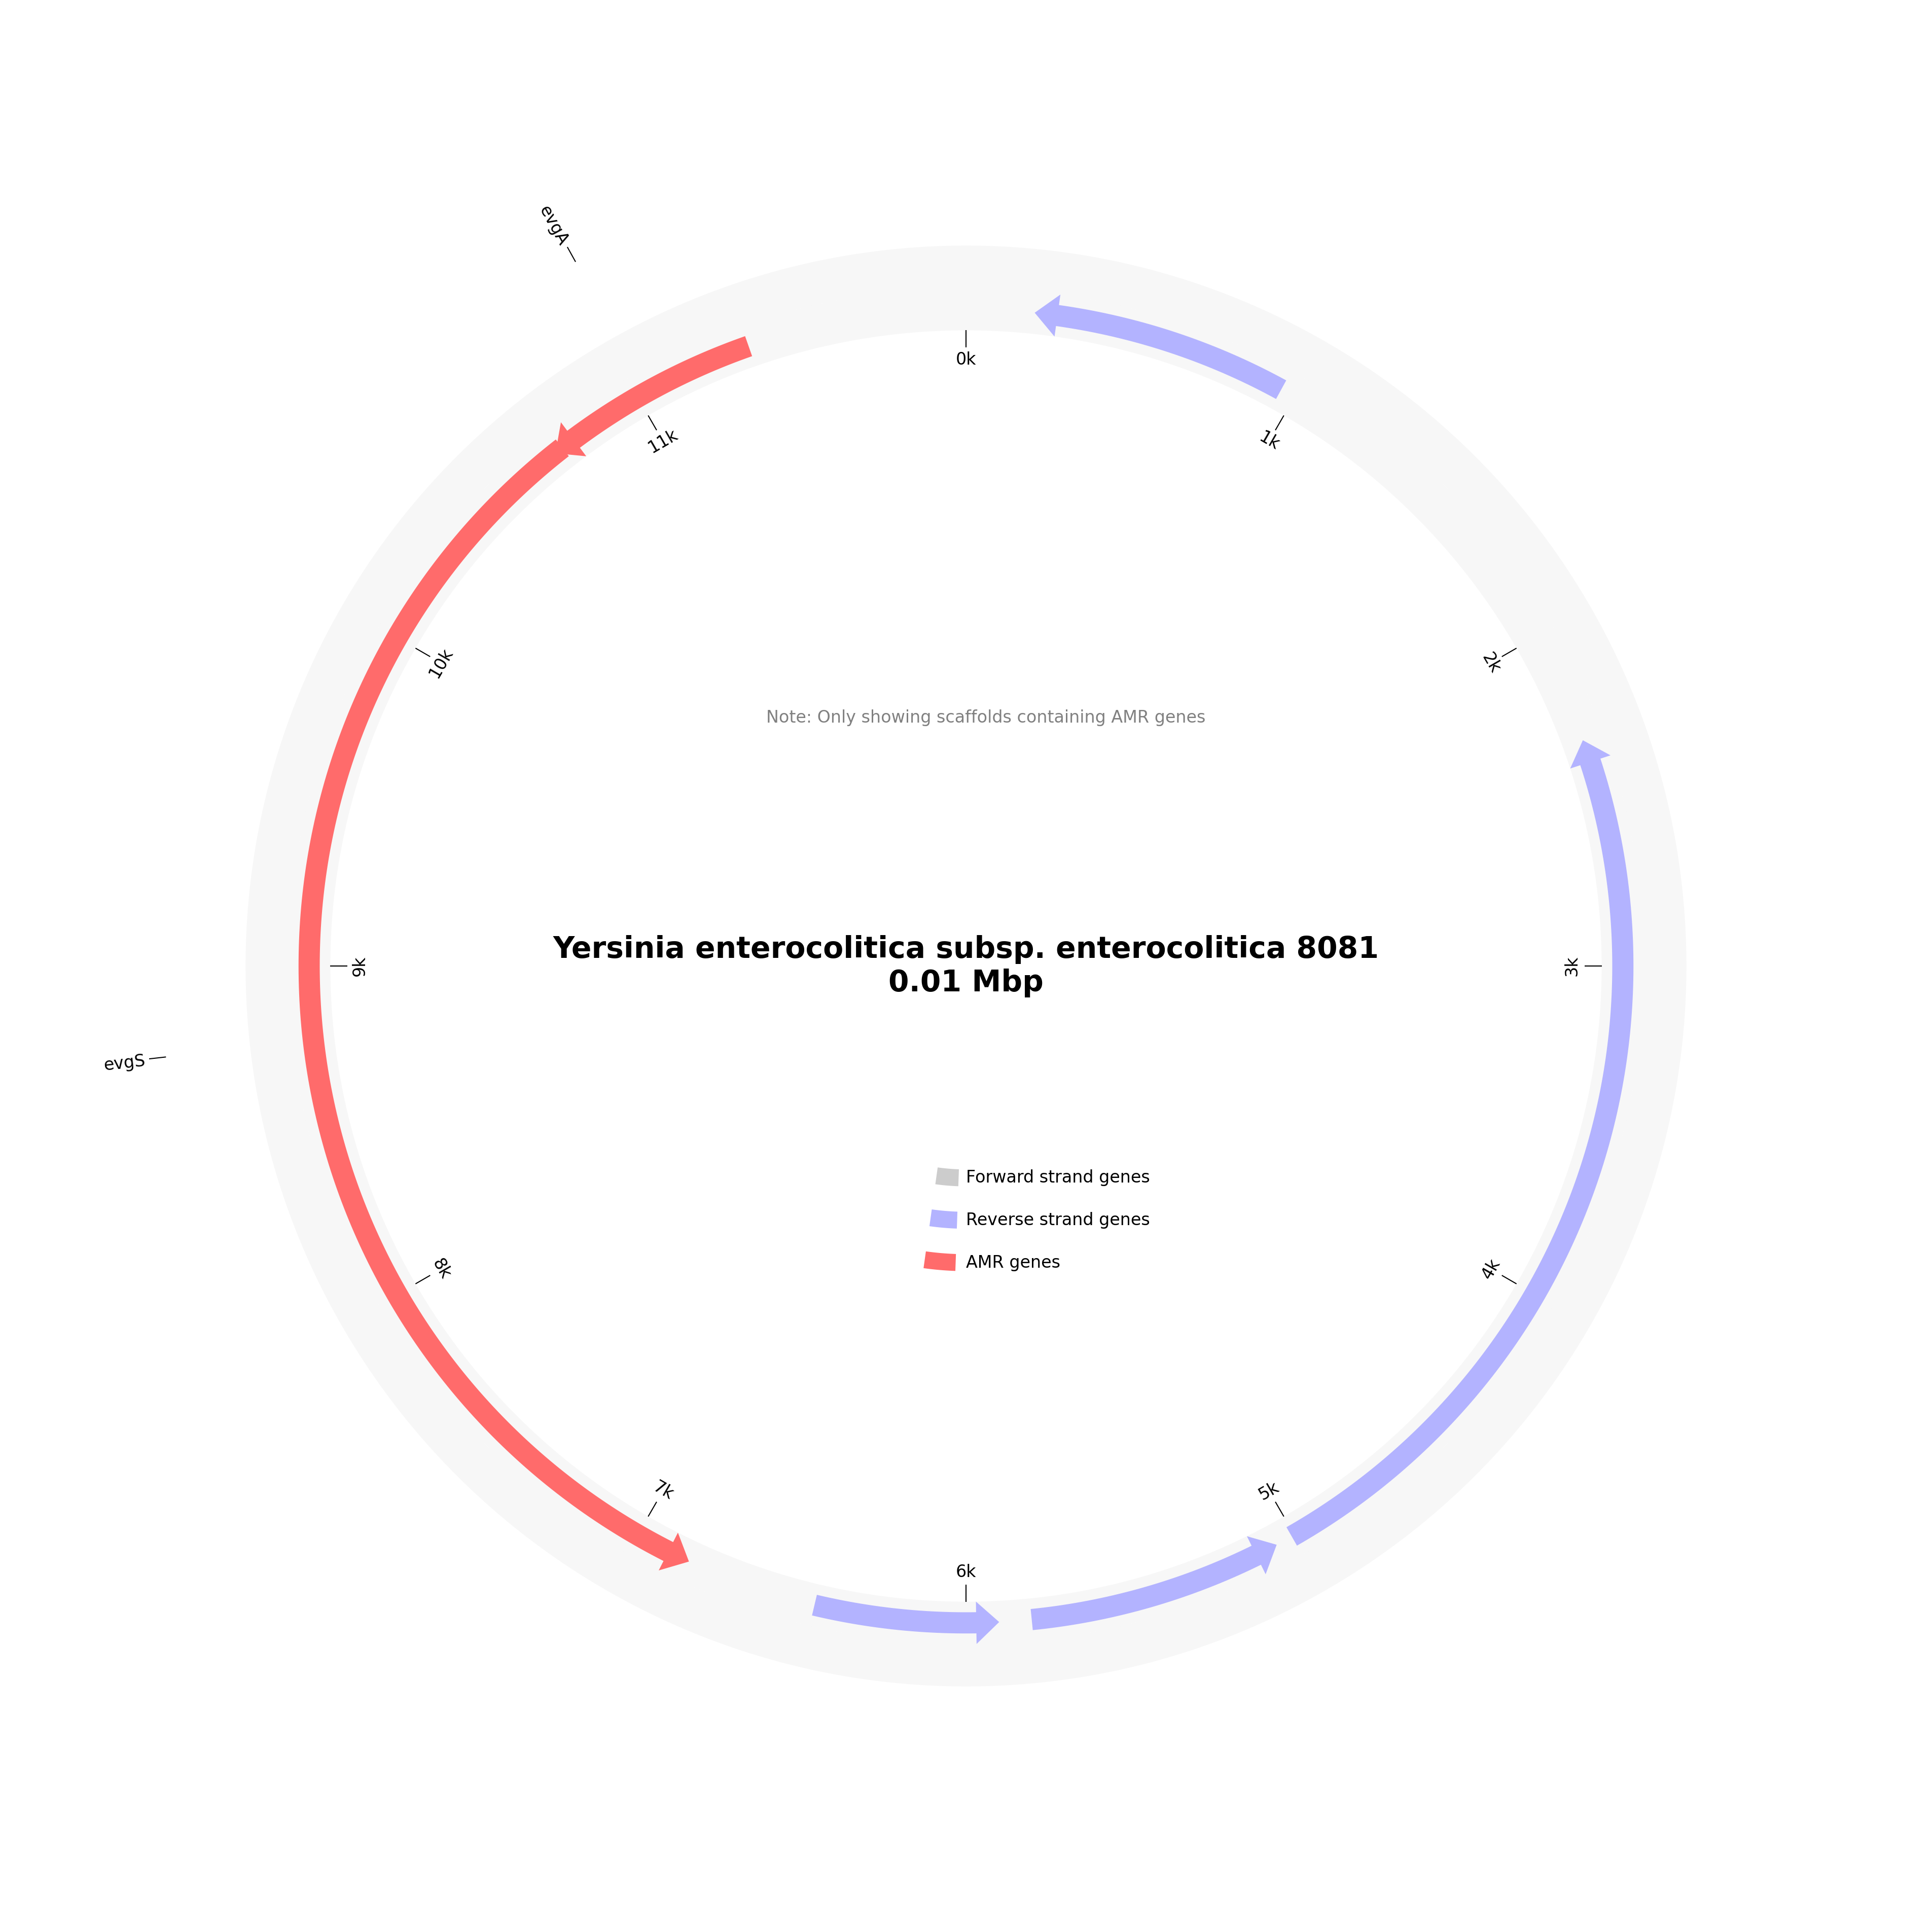 evgA
0k
11k
1k
10k
2k
Note: Only showing scaffolds containing AMR genes
Yersinia enterocolitica subsp. enterocolitica 8081
0.01 Mbp
9k
3k
evgS
Forward strand genes
Reverse strand genes
AMR genes
8k
4k
7k
5k
6k